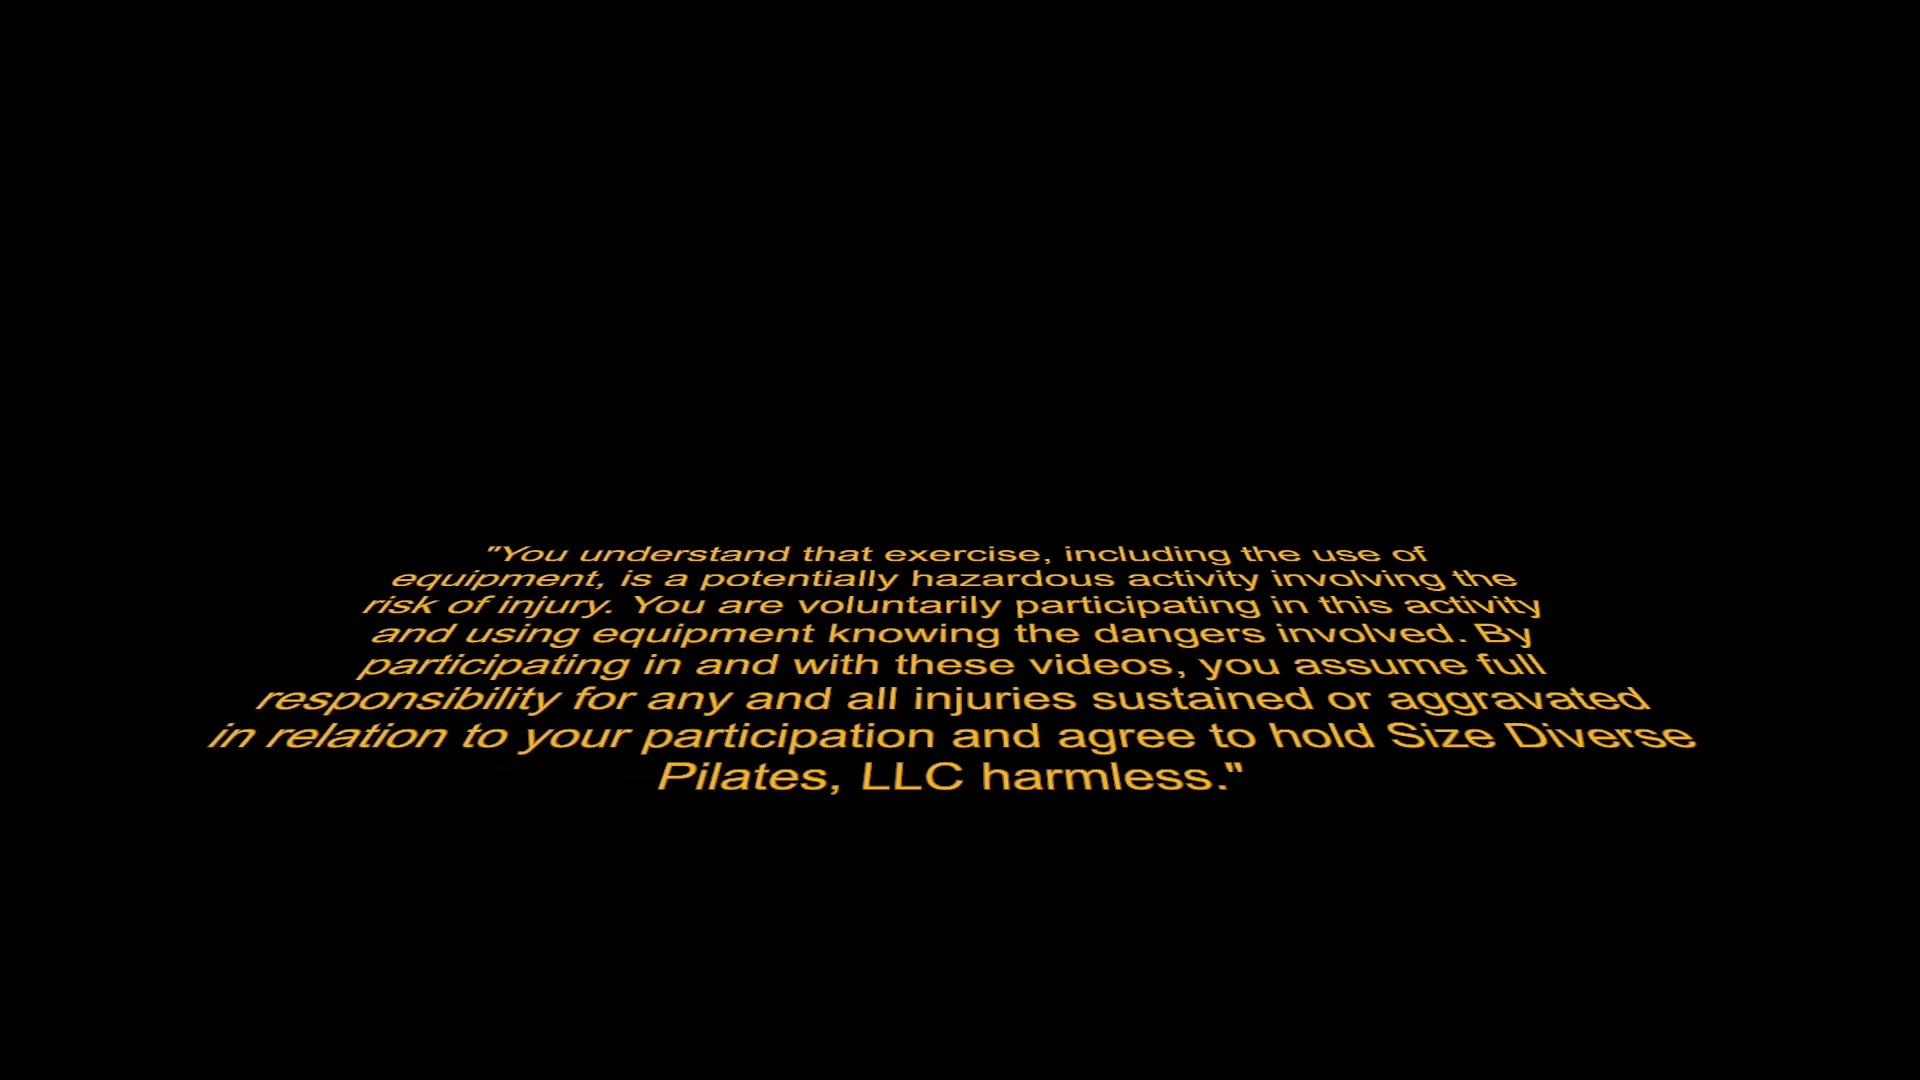 "You understand that exercise, including the use of
equipment, is a potentially hazardous activity involving the
risk of injury. You are voluntarily participating in this activity
and using equipment knowing the dangers involved. By
participating in and with these videos, you assume full
responsibility for any and all injuries sustained or aggravated
in relation to your participation and agree to hold Size Diverse
Pilates, LLC harmless."